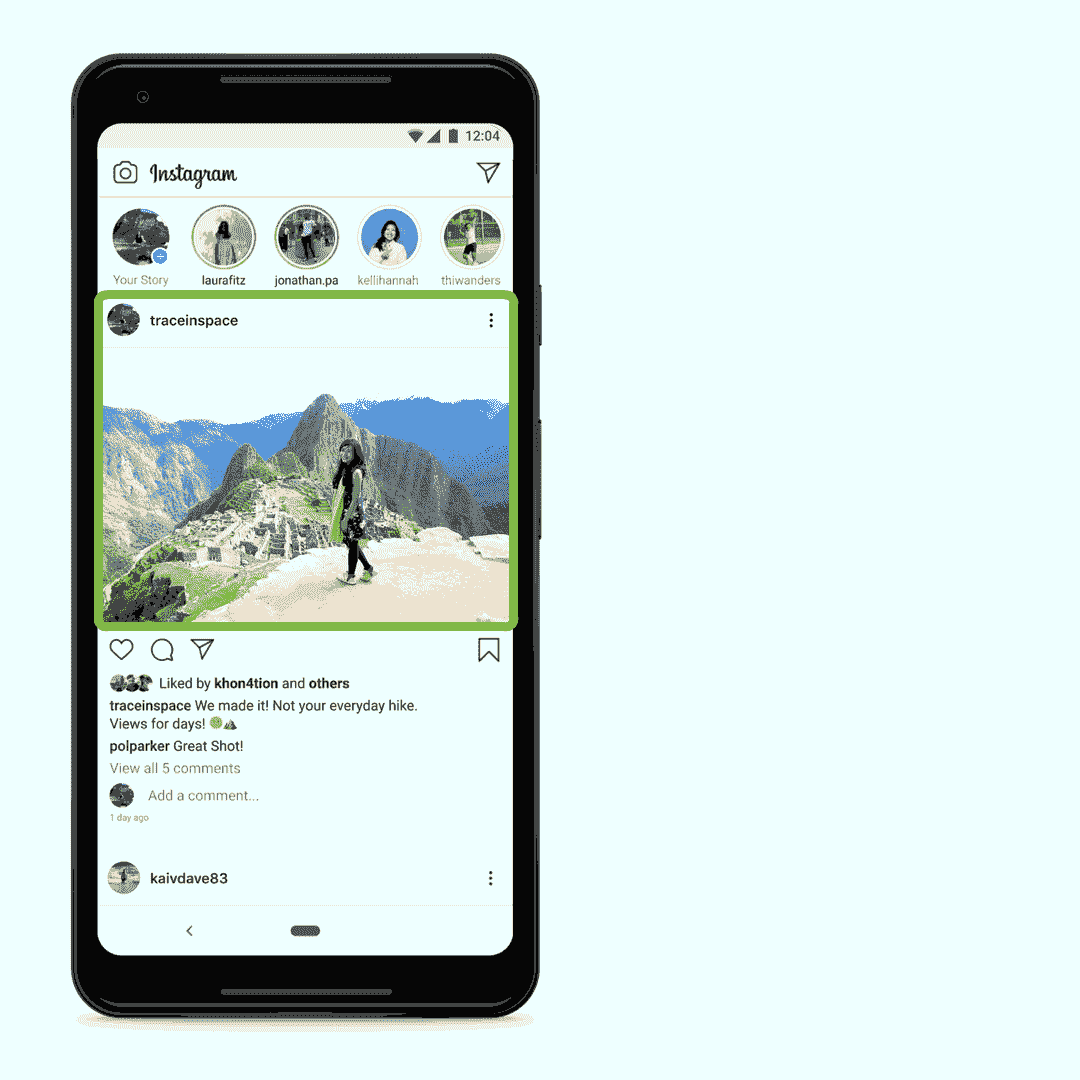 12:04
Instagram
Your Story laurafitz jonathan.pa kellihannah thiwanders
traceinspace
Liked by khon4tion and others
traceinspace We made it! Not your everyday hike.
Views for days!
polparker Great Shot!
View all 5 comments
Add a comment...
1 day ago
kaivdave83